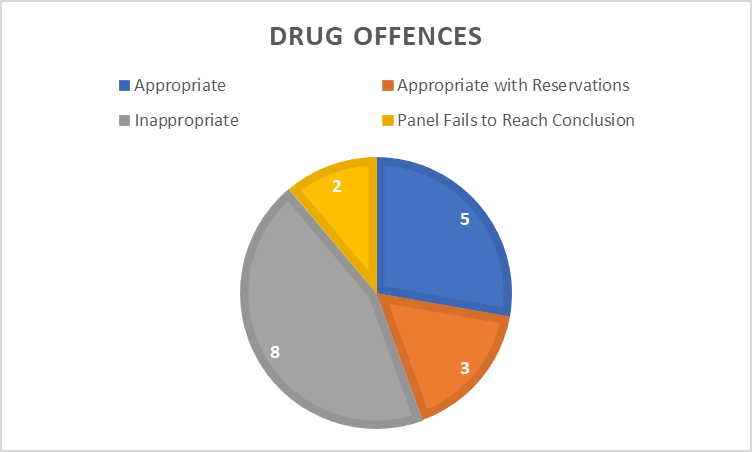 DRUG OFFENCES
Appropriate
Appropriate with Reservations
Inappropriate
Panel Fails to Reach Conclusion
2
5
8
3